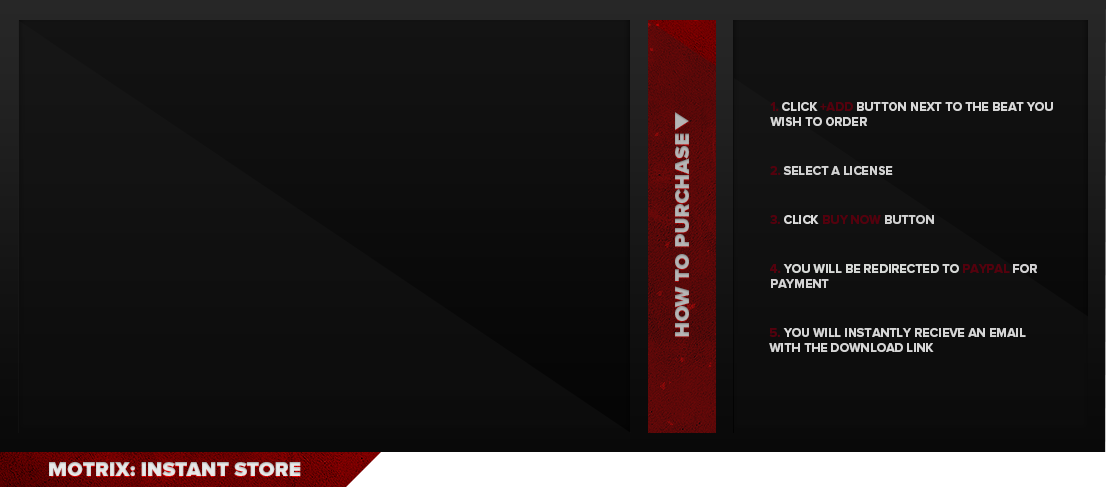 HOW TO PURCHASE
1. CLICK +ADD BUTTON NEXT TO THE BEAT YOU
WISH TO ORDER
2. SELECT A LICENSE
3. CLICK BUY NOW BUTTON
4. YOU WILL BE REDIRECTED TO PAYPAL FOR
PAYMENT
5. YOU WILL INSTANTLY RECIEVE AN EMAIL
WITH THE DOWNLOAD LINK
MOTRIX: INSTANT STORE